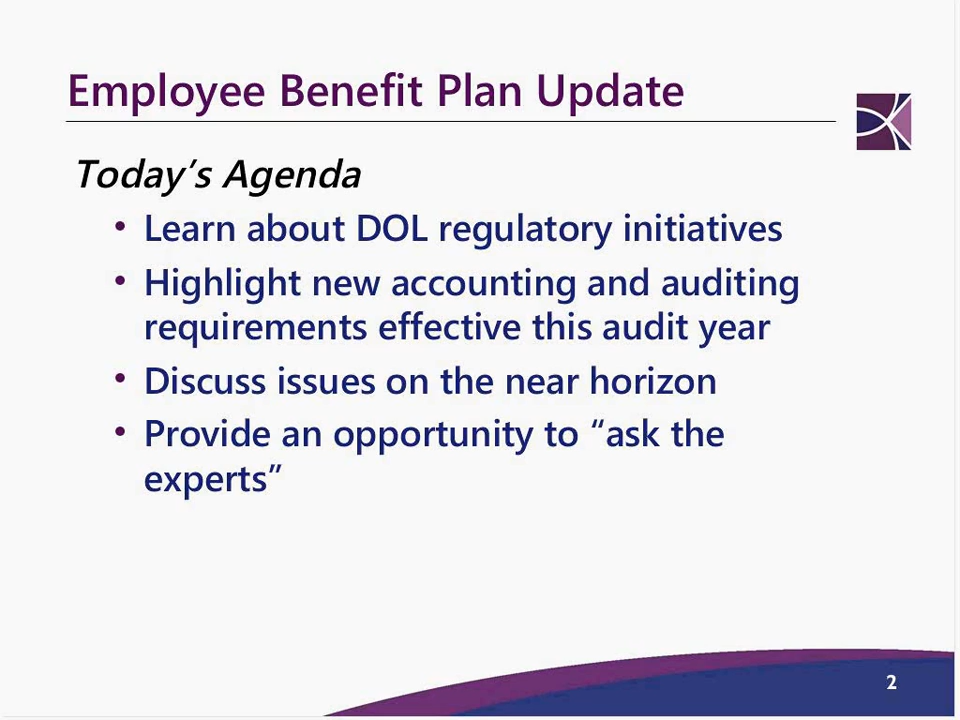 Employee Benefit Plan Update
Today’s Agenda
• Learn about DOL regulatory initiatives
• Highlight new accounting and auditing
requirements effective this audit year
• Discuss issues on the near horizon
• Provide an opportunity to “ask the
experts”
2